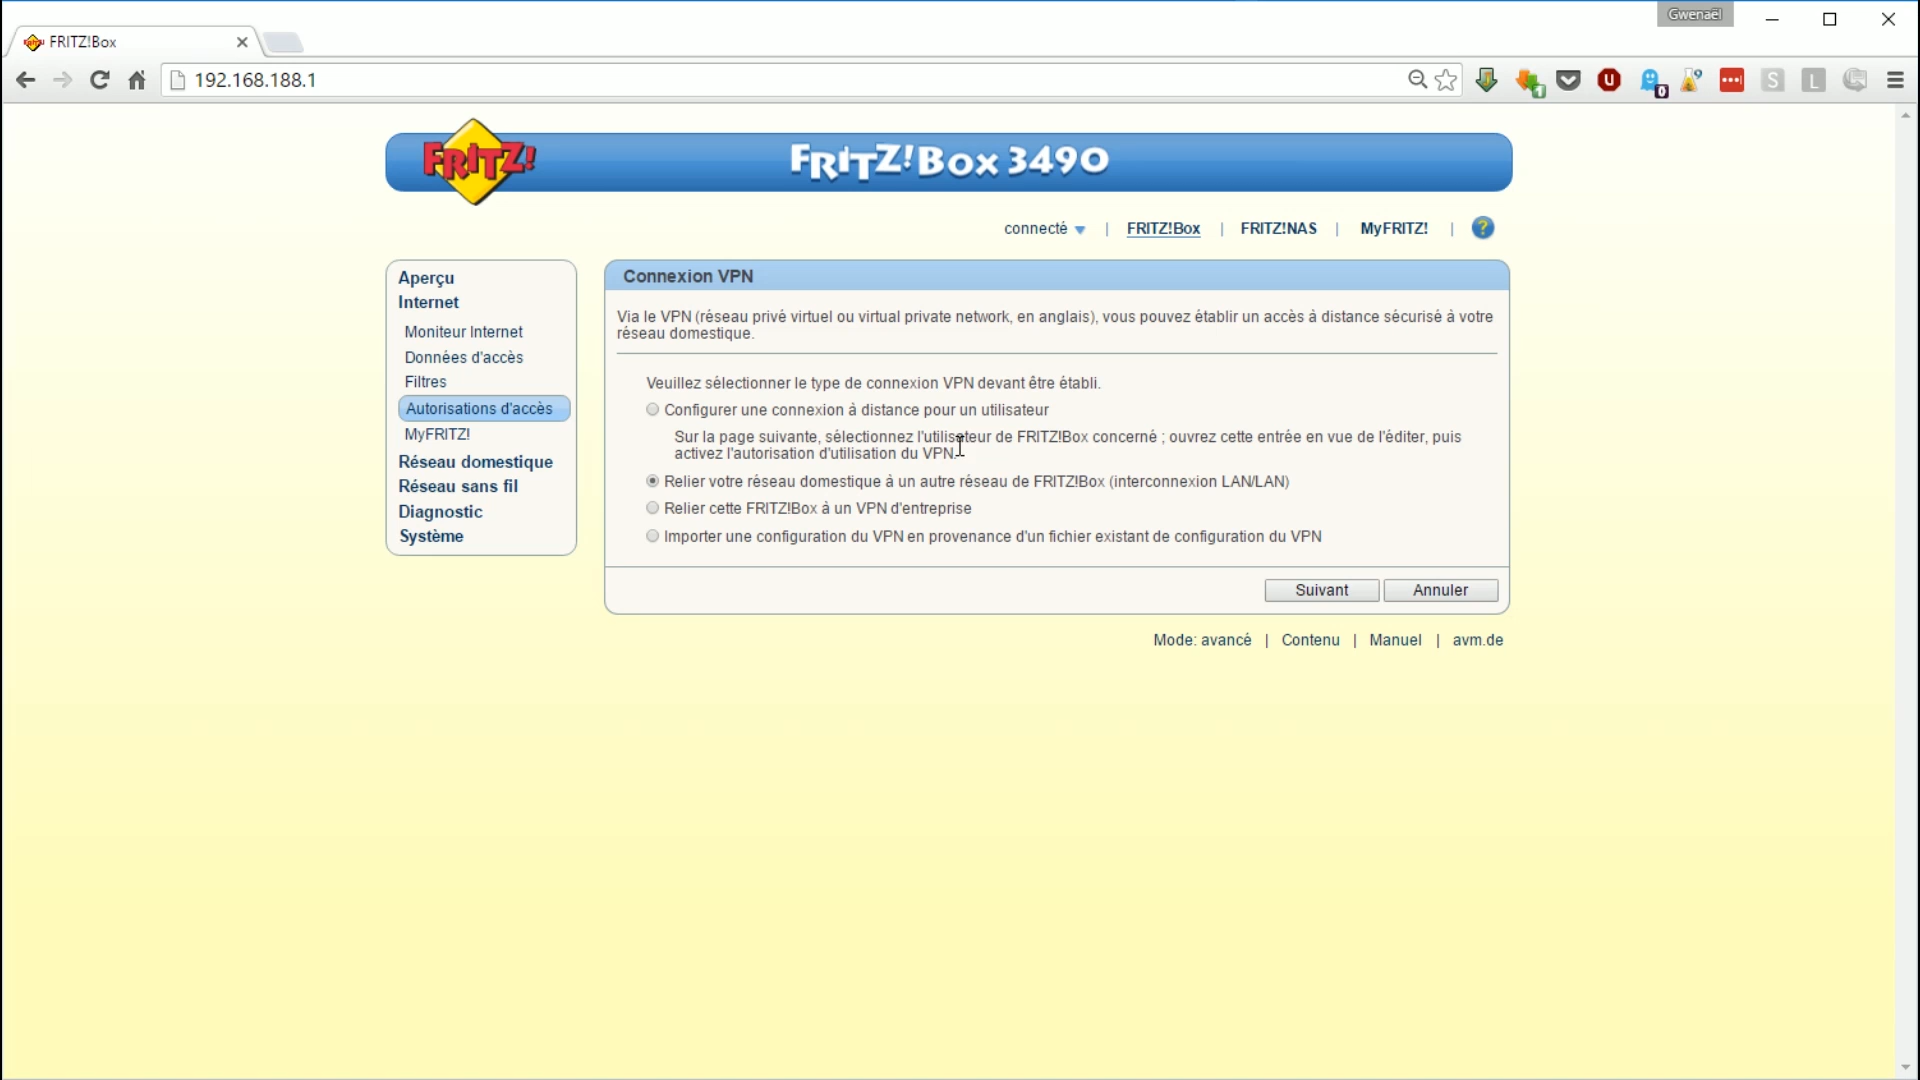 Gwenaël
FRITZ!Box
192.168.188.1
FRITZ!
FRITZ!Box 3490
connecté | FRITZ!Box | FRITZ!NAS | MyFRITZ! | ?
Aperçu
Internet
Moniteur Internet
Données d'accès
Filtres
Autorisations d'accès
MyFRITZ!
Réseau domestique
Réseau sans fil
Diagnostic
Système
Connexion VPN
Via le VPN (réseau privé virtuel ou virtual private network, en anglais), vous pouvez établir un accès à distance sécurisé à votre
réseau domestique.
Veuillez sélectionner le type de connexion VPN devant être établi.
Configurer une connexion à distance pour un utilisateur
Sur la page suivante, sélectionnez l'utilisateur de FRITZ!Box concerné ; ouvrez cette entrée en vue de l'éditer, puis
activez l'autorisation d'utilisation du VPN.
Relier votre réseau domestique à un autre réseau de FRITZ!Box (interconnexion LAN/LAN)
Relier cette FRITZ!Box à un VPN d'entreprise
Importer une configuration du VPN en provenance d'un fichier existant de configuration du VPN
Suivant Annuler
Mode: avancé | Contenu | Manuel | avm.de